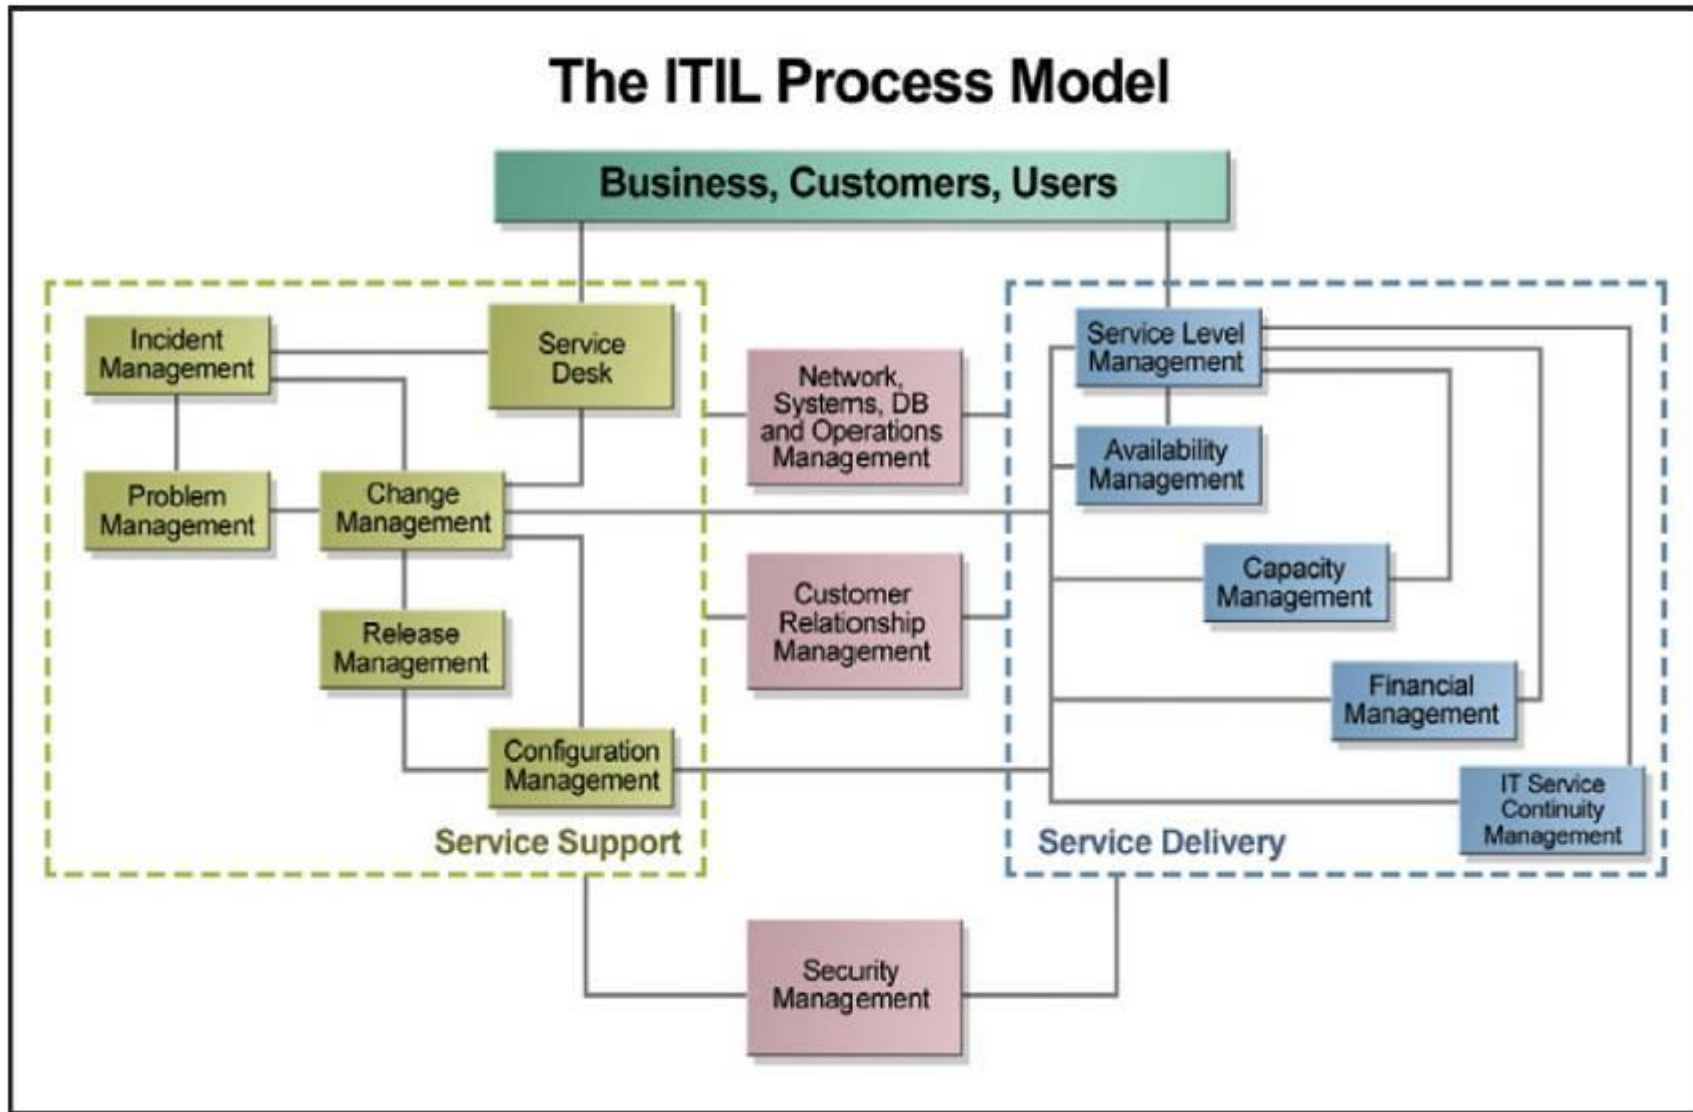 The ITIL Process Model
Business, Customers, Users
Incident
Management
Service
Desk
Problem
Management
Change
Management
Release
Management
Configuration
Management
Service Support
Network,
Systems, DB
and Operations
Management
Customer
Relationship
Management
Service Level
Management
Availability
Management
Capacity
Management
Financial
Management
IT Service
Continuity
Management
Service Delivery
Security
Management